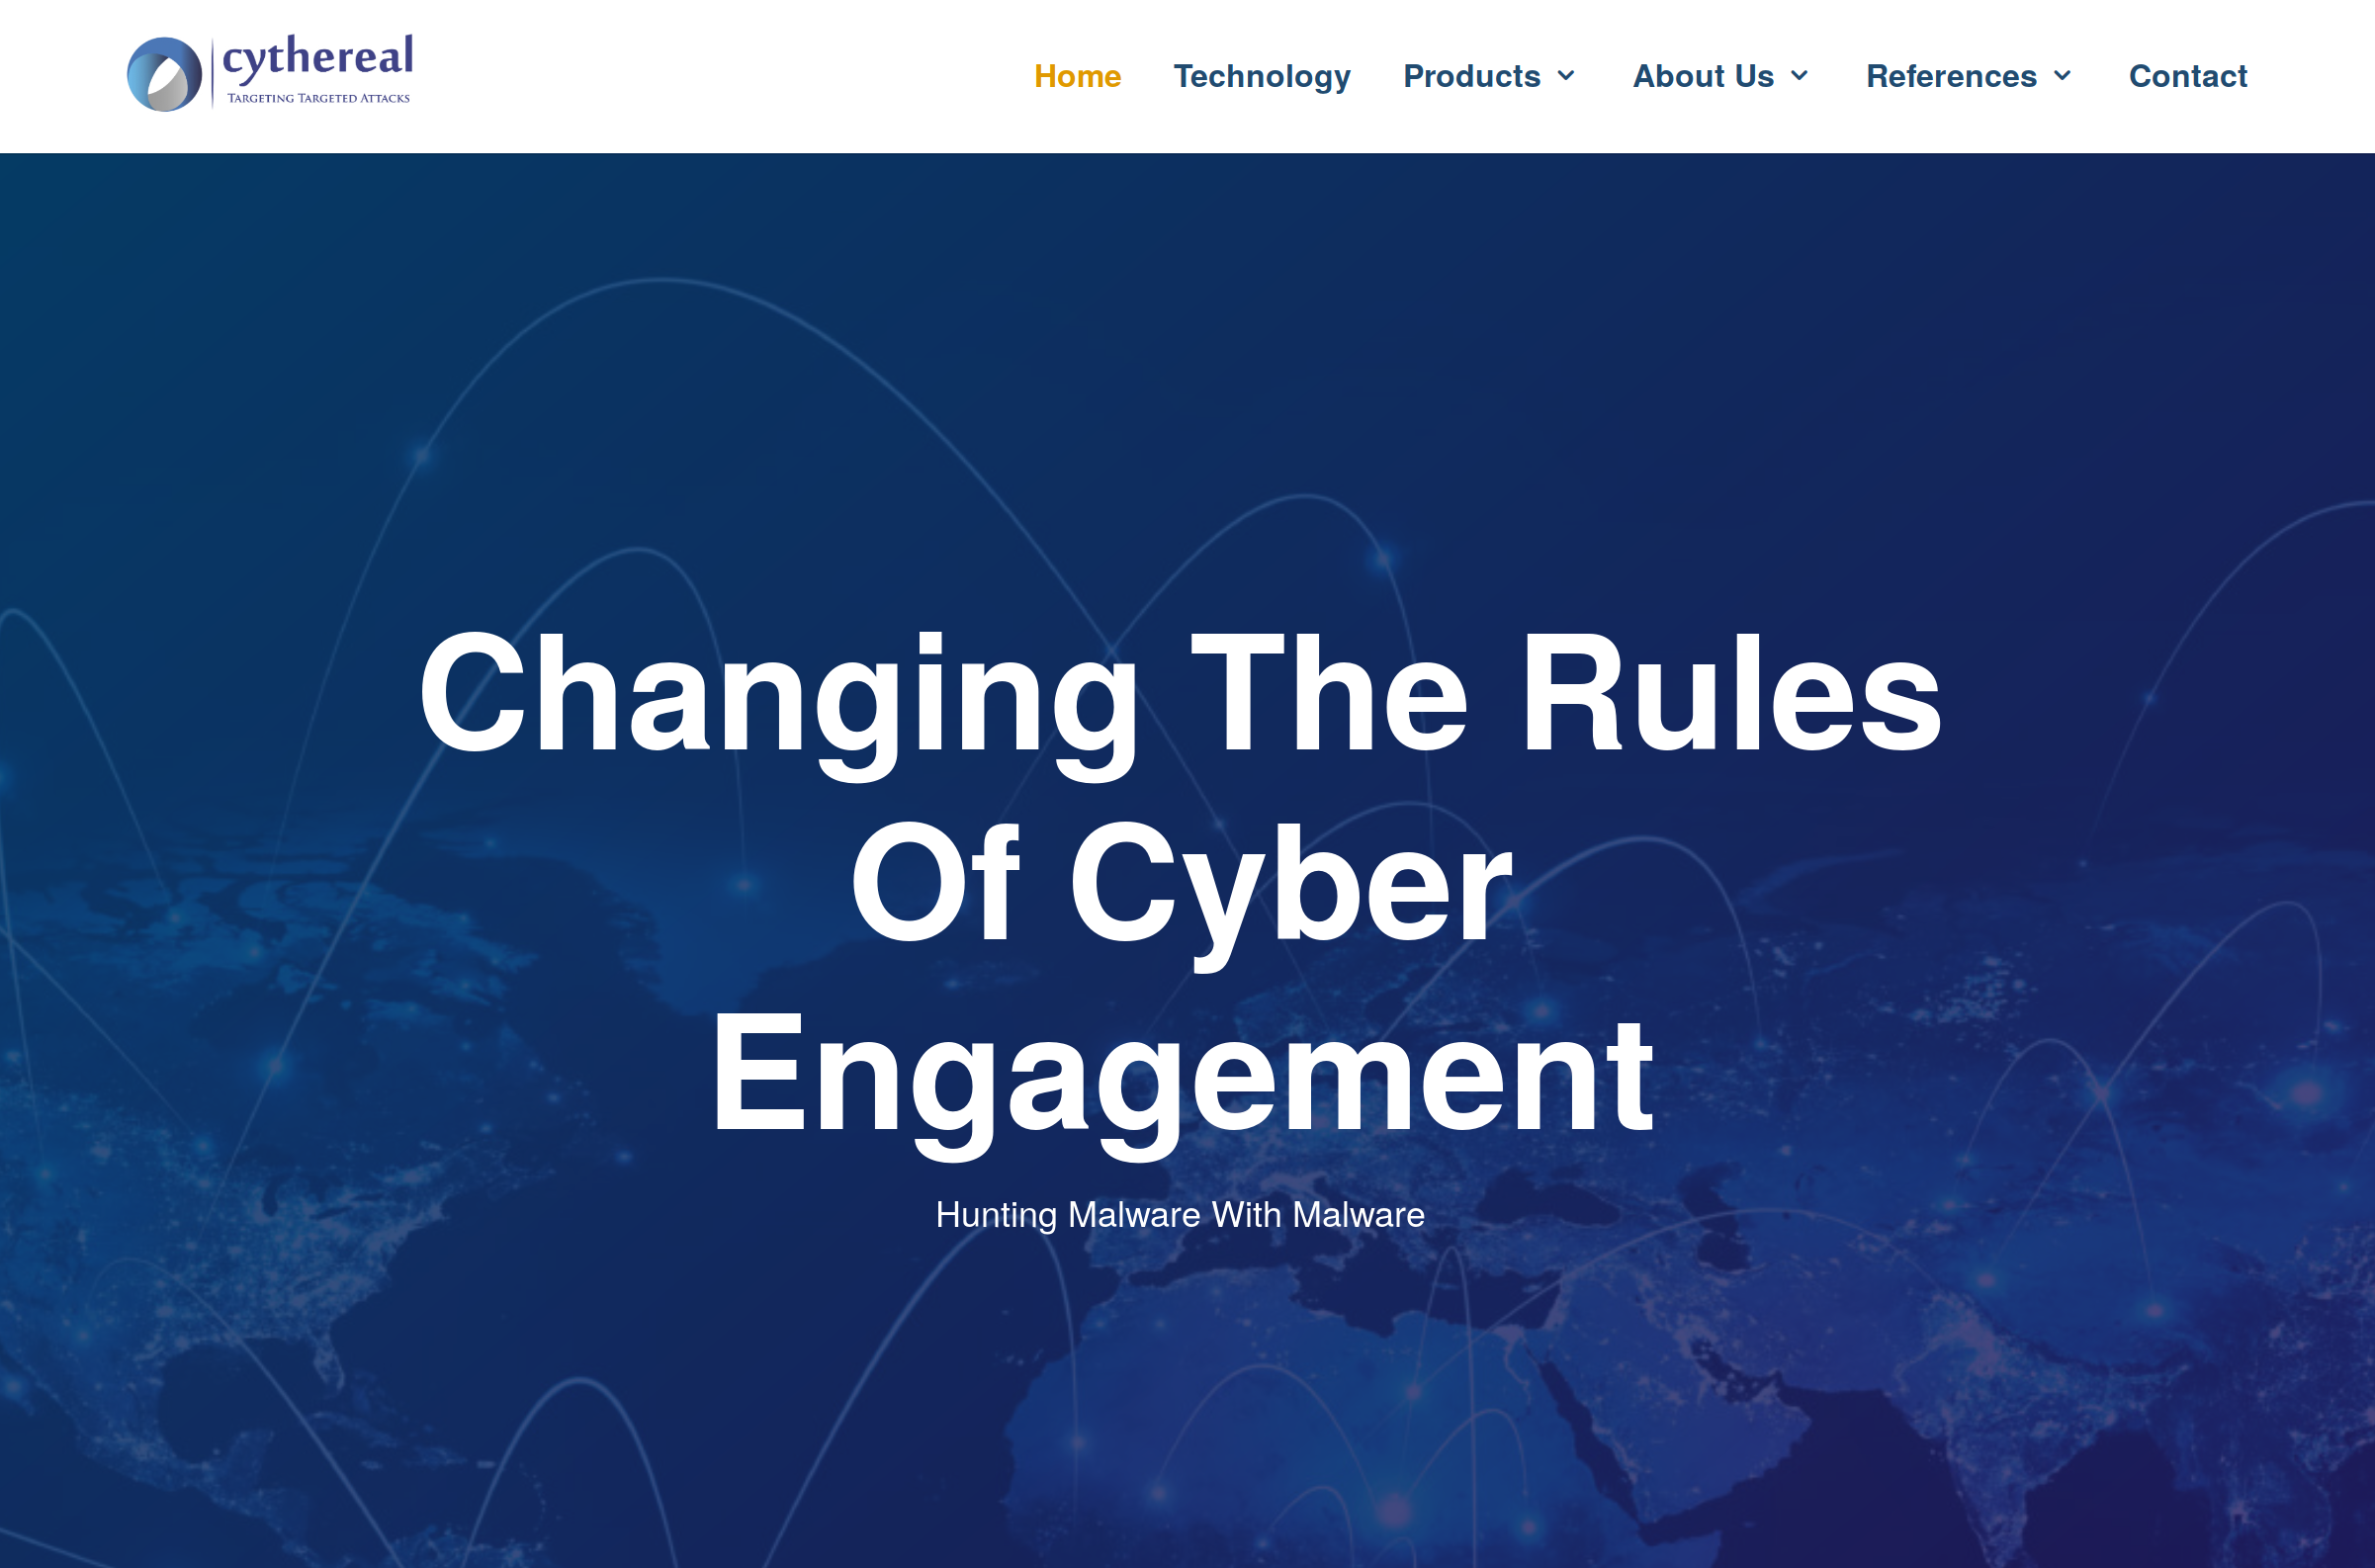 cythereal
TARGETING TARGETED ATTACKS
Home Technology Products About Us References Contact
Changing The Rules
Of Cyber
Engagement
Hunting Malware With Malware